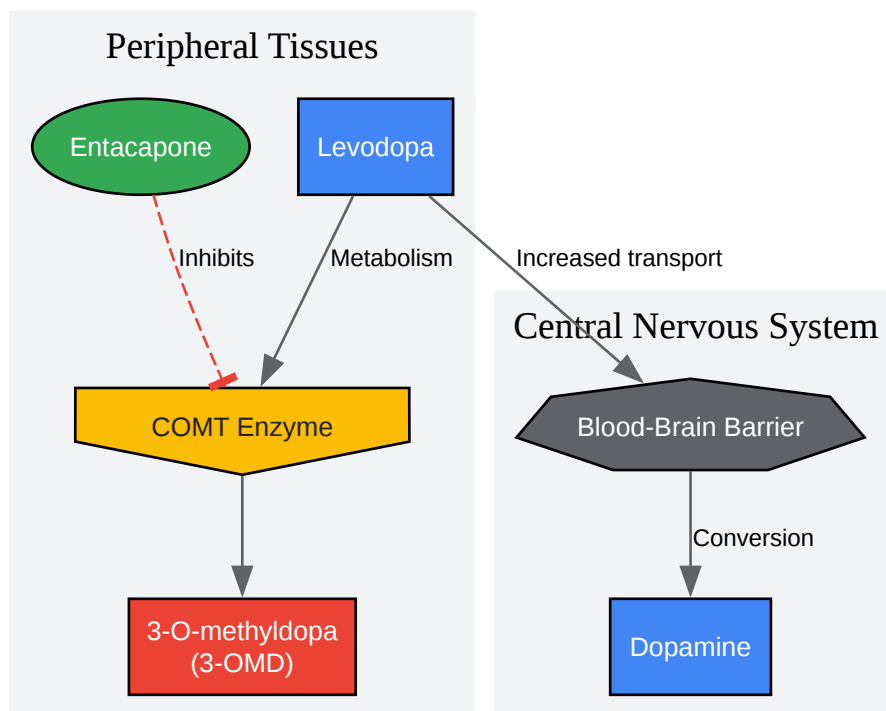 Peripheral Tissues
Entacapone
Levodopa
Inhibits
Metabolism
Increased transport
Central Nervous System
COMT Enzyme
Blood-Brain Barrier
Conversion
3-O-methyldopa
(3-OMD)
Dopamine